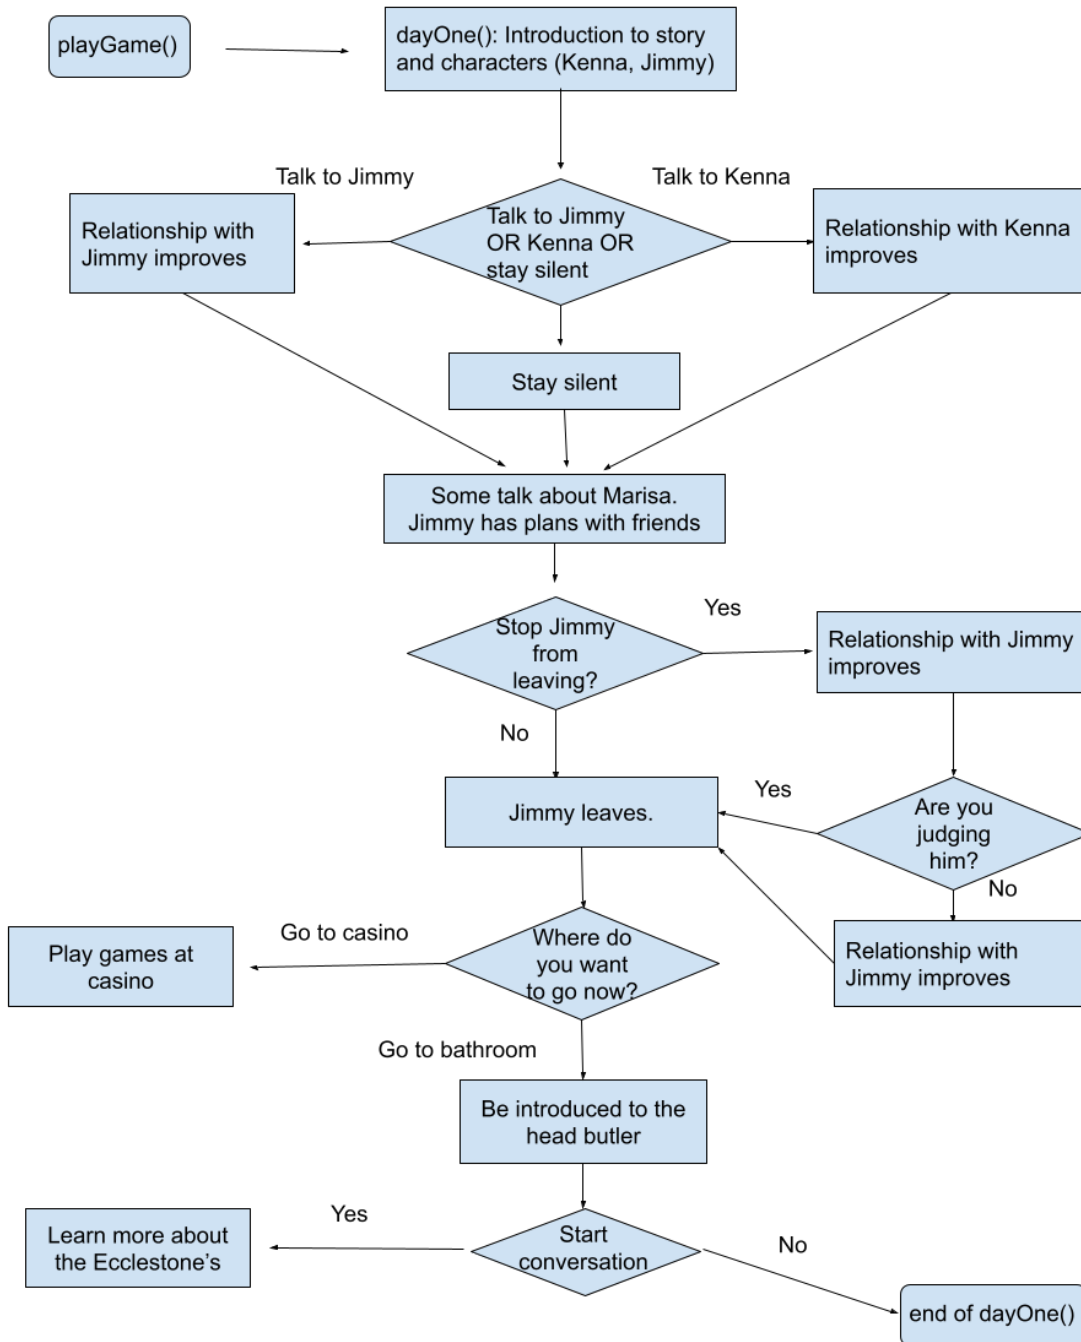 playGame()
dayOne(): Introduction to story
and characters (Kenna, Jimmy)
Talk to Jimmy
Talk to Kenna
Relationship with
Jimmy improves
Talk to Jimmy
OR Kenna OR
stay silent
Relationship with Kenna
improves
Stay silent
Some talk about Marisa.
Jimmy has plans with friends
Stop Jimmy
from
leaving?
Yes
Relationship with Jimmy
improves
No
Jimmy leaves.
Yes
Are you
judging
him?
No
Relationship with
Jimmy improves
Where do
you want
to go now?
Go to casino
Play games at
casino
Go to bathroom
Be introduced to the
head butler
Start
conversation
Yes
Learn more about
the Ecclestone's
No
end of dayOne()